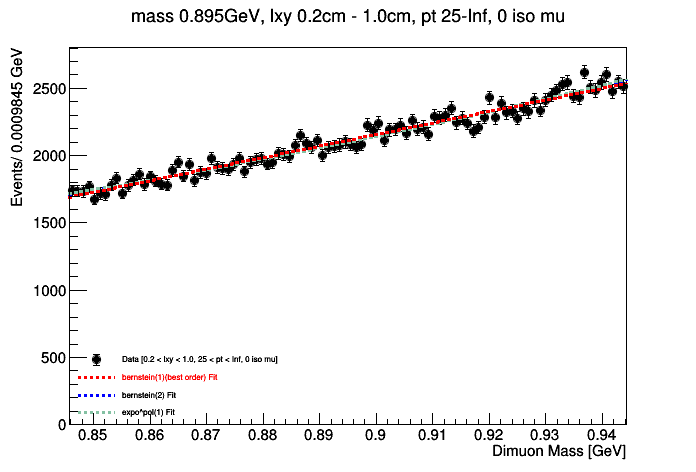 mass 0.895GeV, lxy 0.2cm - 1.0cm, pt 25-Inf, 0 iso mu
Events/ 0.0009845 GeV
2500
2000
1500
1000
500
0
Data [0.2 < lxy < 1.0, 25 < pt < Inf, 0 iso mu]
bernstein(1)(best order) Fit
bernstein(2) Fit
expo^pol(1) Fit
0.85 0.86 0.87 0.88 0.89 0.9 0.91 0.92 0.93 0.94
Dimuon Mass [GeV]